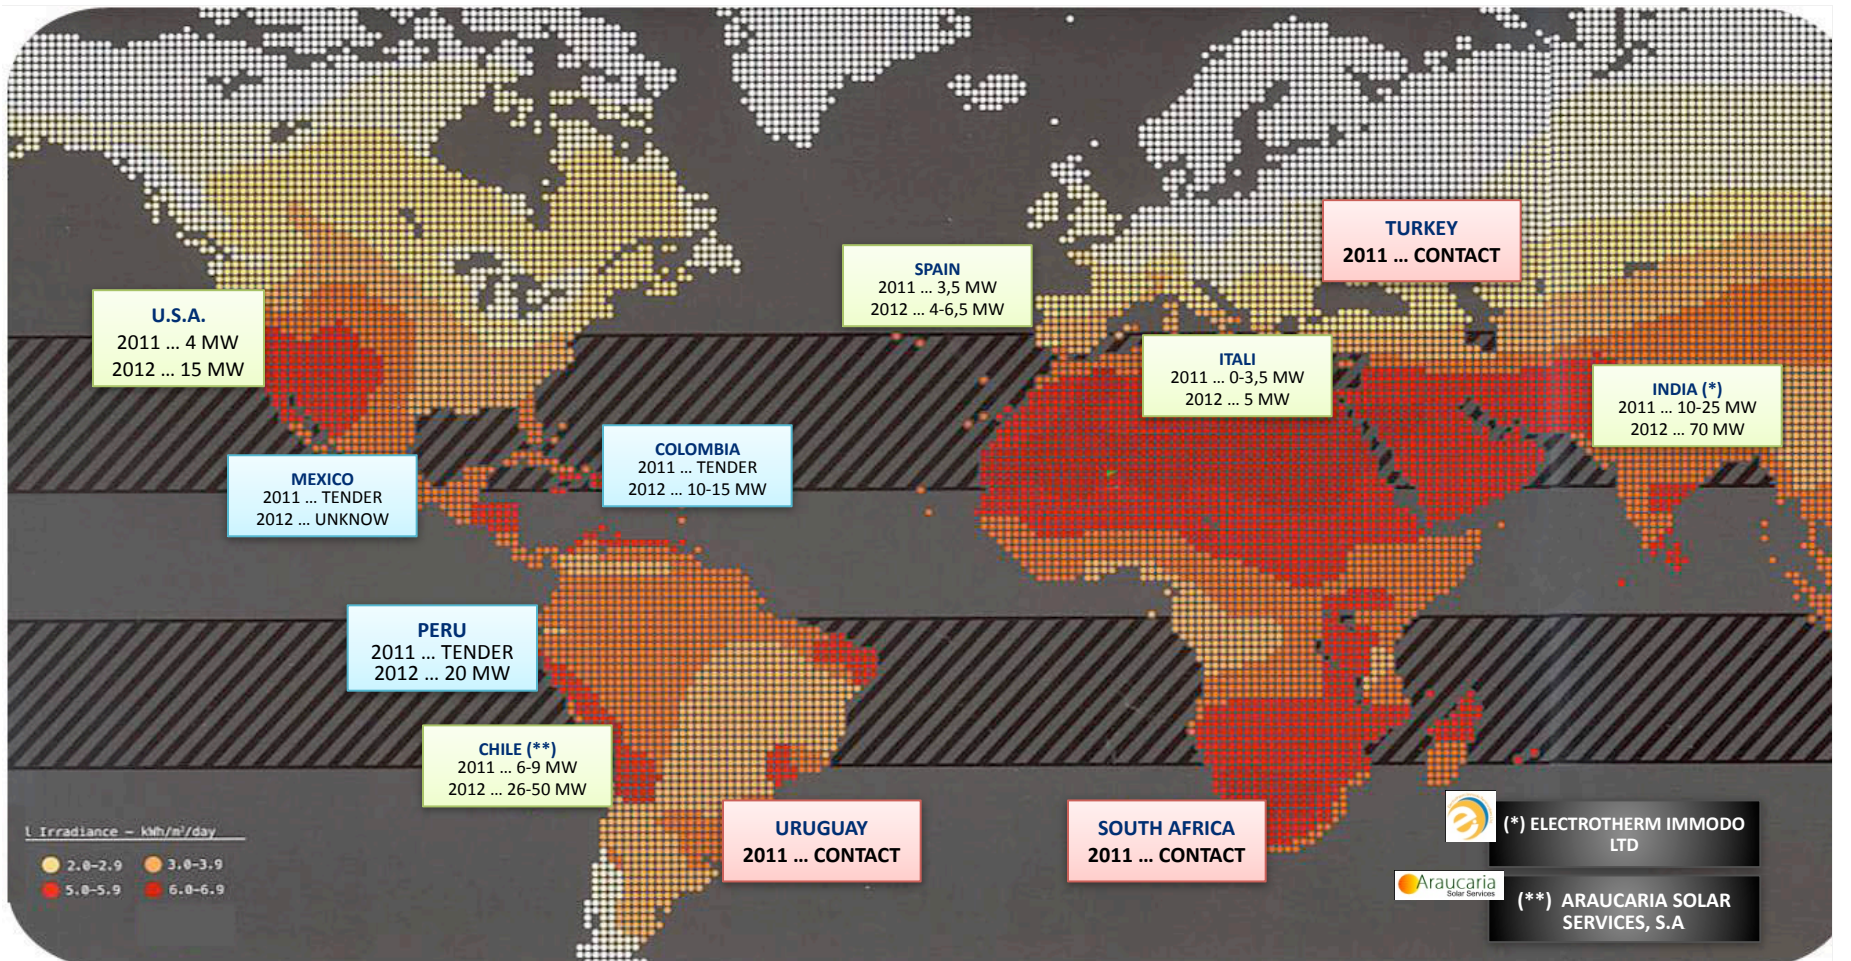 TURKEY
2011 ... CONTACT
SPAIN
2011 ... 3,5 MW
2012 ... 4-6,5 MW
U.S.A.
2011 ... 4 MW
2012 ... 15 MW
ITALI
2011 ... 0-3,5 MW
2012 ... 5 MW
INDIA (*)
2011 ... 10-25 MW
2012 ... 70 MW
COLOMBIA
2011 ... TENDER
2012 ... 10-15 MW
MEXICO
2011 ... TENDER
2012 ... UNKNOW
PERU
2011 ... TENDER
2012 ... 20 MW
CHILE (**)
2011 ... 6-9 MW
2012 ... 26-50 MW
URUGUAY
2011 ... CONTACT
SOUTH AFRICA
2011 ... CONTACT
l Irradiance – kWh/m²/day
2.0–2.9
3.0–3.9
5.0–5.9
6.0–6.9
(*) ELECTROTHERM IMMODO
LTD
Araucaria
Solar Services
(**) ARAUCARIA SOLAR
SERVICES, S.A